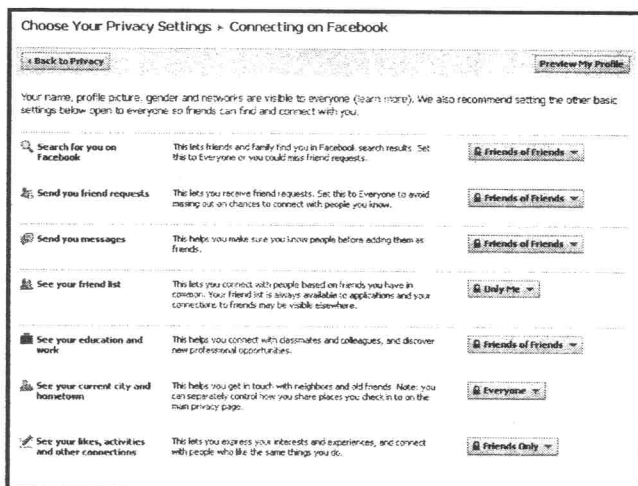 Choose Your Privacy Settings ▸ Connecting on Facebook
‹ Back to Privacy
Preview My Profile
Your name, profile picture, gender and networks are visible to everyone (learn more). We also recommend setting the other basic
settings below open to everyone so friends can find and connect with you.
Search for you on
Facebook
This lets friends and family find you in Facebook search results. Set
this to Everyone or you could miss friend requests.
Friends of Friends
Send you friend requests
This lets you receive friend requests. Set this to Everyone to avoid
missing out on chances to connect with people you know.
Friends of Friends
Send you messages
This helps you make sure you know people before adding them as
friends.
Friends of Friends
See your friend list
This lets you connect with people based on friends you have in
common. Your friend list is always available to applications and your
connections to friends may be visible elsewhere.
Only Me
See your education and
work
This helps you connect with classmates and colleagues, and discover
new professional opportunities.
Friends of Friends
See your current city and
hometown
This helps you get in touch with neighbors and old friends. Note: you
can separately control how you share places you check in to on the
main privacy page.
Everyone
See your likes, activities
and other connections
This lets you express your interests and experiences, and connect
with people who like the same things you do.
Friends Only